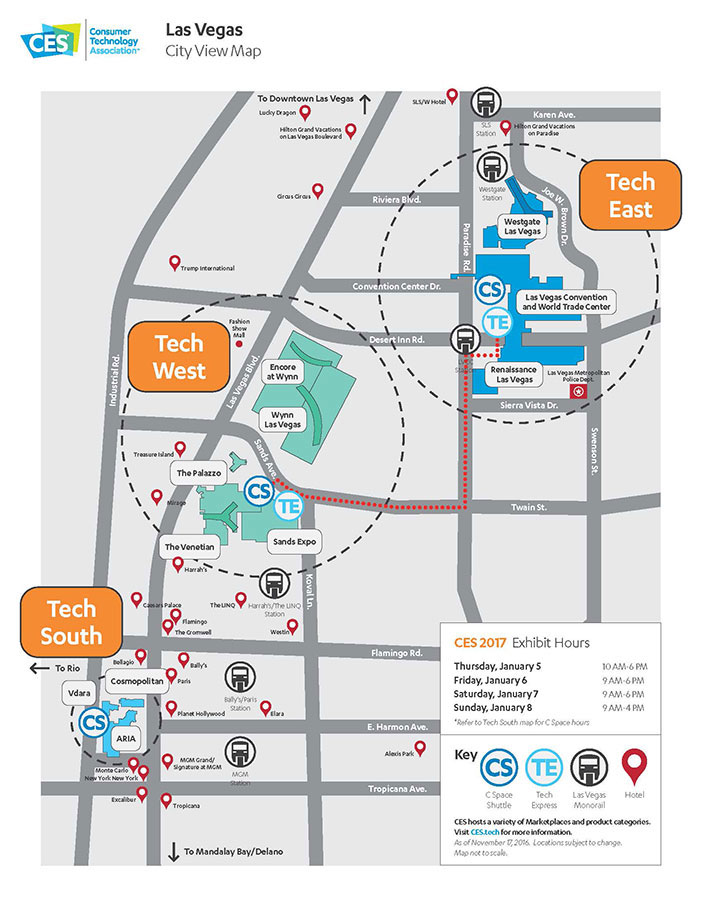 CES
Consumer
Technology
Association™
Las Vegas
City View Map
To Downtown Las Vegas
Lucky Dragon
Hilton Grand Vacations
on Las Vegas Boulevard
SLS/W Hotel
SLS
Station
Karen Ave.
Hilton Grand Vacations
on Paradise
Westgate
Station
Tech
East
Circus Circus
Riviera Blvd.
Joe W. Brown Dr.
Westgate
Las Vegas
Paradise Rd.
Trump International
Convention Center Dr.
CS
Las Vegas Convention
and World Trade Center
TE
Tech
West
Fashion
Show
Mall
Desert Inn Rd.
Industrial Rd.
Las Vegas Blvd.
Encore
at Wynn
Renaissance
Las Vegas
Las Vegas Metropolitan
Police Dept.
Wynn
Las Vegas
Sierra Vista Dr.
Swenson St.
Treasure Island
Sands Ave.
The Palazzo
CS
TE
Mirage
Twain St.
The Venetian
Sands Expo
Harrah's
Koval Ln.
Harrah's/The LINQ
Station
Tech
South
Caesars Palace
The LINQ
Flamingo
The Cromwell
Westin
Flamingo Rd.
To Rio
Bellagio
Bally's
Cosmopolitan
Paris
Vdara
Bally's/Paris
Station
CS
Planet Hollywood
Elara
ARIA
E. Harmon Ave.
Alexis Park
Monte Carlo
New York New York
MGM Grand/
Signature at MGM
MGM
Station
Tropicana Ave.
Excalibur
Tropicana
To Mandalay Bay/Delano
CES 2017 Exhibit Hours
Thursday, January 5 10 AM-6 PM
Friday, January 6 9 AM-6 PM
Saturday, January 7 9 AM-6 PM
Sunday, January 8 9 AM-4 PM
*Refer to Tech South map for C Space hours
Key
CS
TE
C Space
Shuttle
Tech
Express
Las Vegas
Monorail
Hotel
CES hosts a variety of Marketplaces and product categories.
Visit CES.tech for more information.
As of November 17, 2016. Locations subject to change.
Map not to scale.